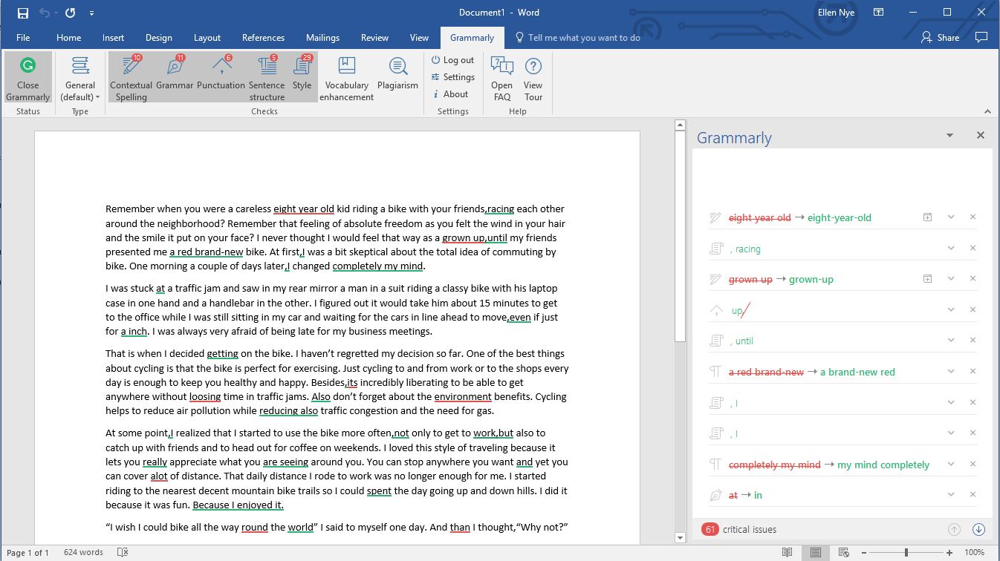 Document1 - Word
Ellen Nye
File Home Insert Design Layout References Mailings Review View Grammarly Tell me what you want to do Share
10 11 6 5 29
Close Grammarly
General (default)
Contextual Spelling
Grammar
Punctuation
Sentence structure
Style
Vocabulary enhancement
Plagiarism
Log out
Settings
About
Open FAQ
View Tour
Status Type Checks Settings Help
Remember when you were a careless eight year old kid riding a bike with your friends,racing each other
around the neighborhood? Remember that feeling of absolute freedom as you felt the wind in your hair
and the smile it put on your face? I never thought I would feel that way as a grown up,until my friends
presented me a red brand-new bike. At first,I was a bit skeptical about the total idea of commuting by
bike. One morning a couple of days later,I changed completely my mind.
I was stuck at a traffic jam and saw in my rear mirror a man in a suit riding a classy bike with his laptop
case in one hand and a handlebar in the other. I figured out it would take him about 15 minutes to get
to the office while I was still sitting in my car and waiting for the cars in line ahead to move,even if just
for a inch. I was always very afraid of being late for my business meetings.
That is when I decided getting on the bike. I haven’t regretted my decision so far. One of the best things
about cycling is that the bike is perfect for exercising. Just cycling to and from work or to the shops every
day is enough to keep you healthy and happy. Besides,its incredibly liberating to be able to get
anywhere without loosing time in traffic jams. Also don’t forget about the environment benefits. Cycling
helps to reduce air pollution while reducing also traffic congestion and the need for gas.
At some point,I realized that I started to use the bike more often,not only to get to work,but also to
catch up with friends and to head out for coffee on weekends. I loved this style of traveling because it
lets you really appreciate what you are seeing around you. You can stop anywhere you want and yet you
can cover alot of distance. That daily distance I rode to work was no longer enough for me. I started
riding to the nearest decent mountain bike trails so I could spent the day going up and down hills. I did it
because it was fun. Because I enjoyed it.
“I wish I could bike all the way round the world” I said to myself one day. And than I thought,“Why not?”
Grammarly
eight year old → eight-year-old
, racing
grown up → grown-up
up,
, until
a red brand-new → a brand-new red
, I
, I
completely my mind → my mind completely
at → in
61 critical issues
Page 1 of 1 624 words
100%